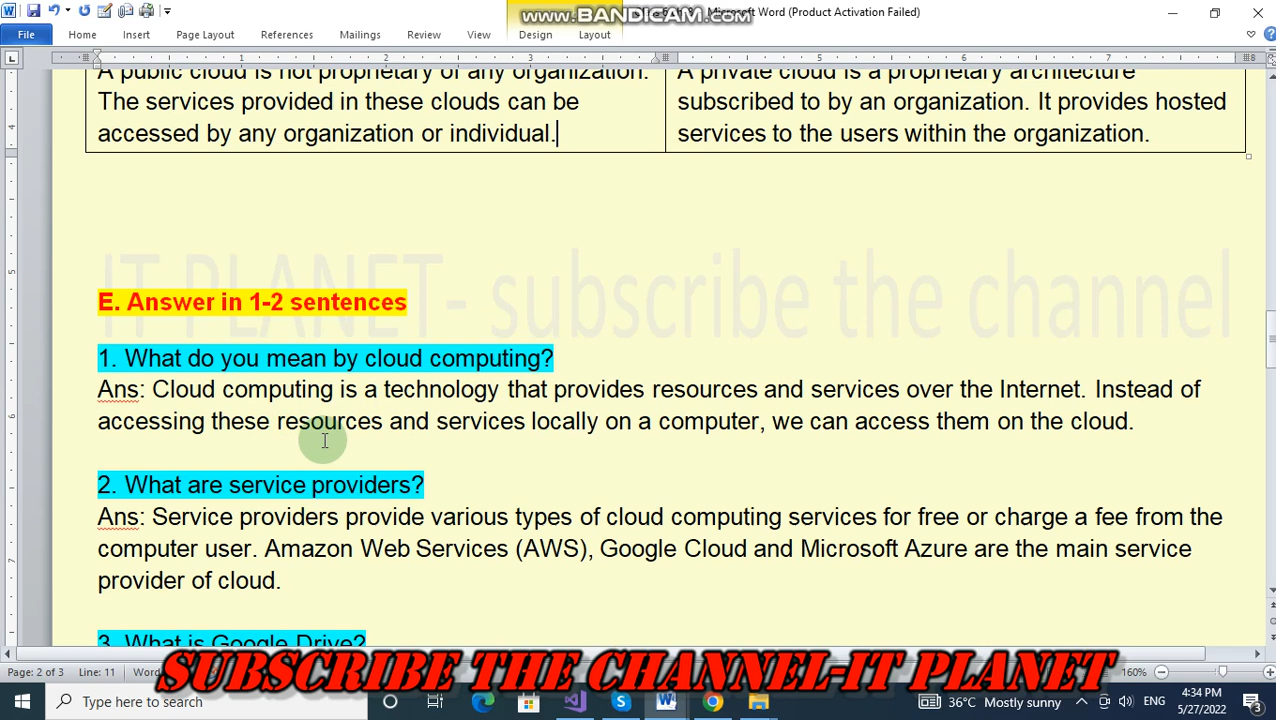 www.BANDICAM.com
Microsoft Word (Product Activation Failed)
File Home Insert Page Layout References Mailings Review View Design Layout
1 2 3 5 6 7 8
A public cloud is not proprietary of any organization.
The services provided in these clouds can be
accessed by any organization or individual.
A private cloud is a proprietary architecture
subscribed to by an organization. It provides hosted
services to the users within the organization.
IT PLANET- subscribe the channel
E. Answer in 1-2 sentences
1. What do you mean by cloud computing?
Ans: Cloud computing is a technology that provides resources and services over the Internet. Instead of
accessing these resources and services locally on a computer, we can access them on the cloud.
2. What are service providers?
Ans: Service providers provide various types of cloud computing services for free or charge a fee from the
computer user. Amazon Web Services (AWS), Google Cloud and Microsoft Azure are the main service
provider of cloud.
3. What is Google Drive?
Page: 2 of 3 Line: 11 Word 160%
SUBSCRIBE THE CHANNEL-IT PLANET
Type here to search
36°C Mostly sunny
ENG
4:34 PM
5/27/2022
3